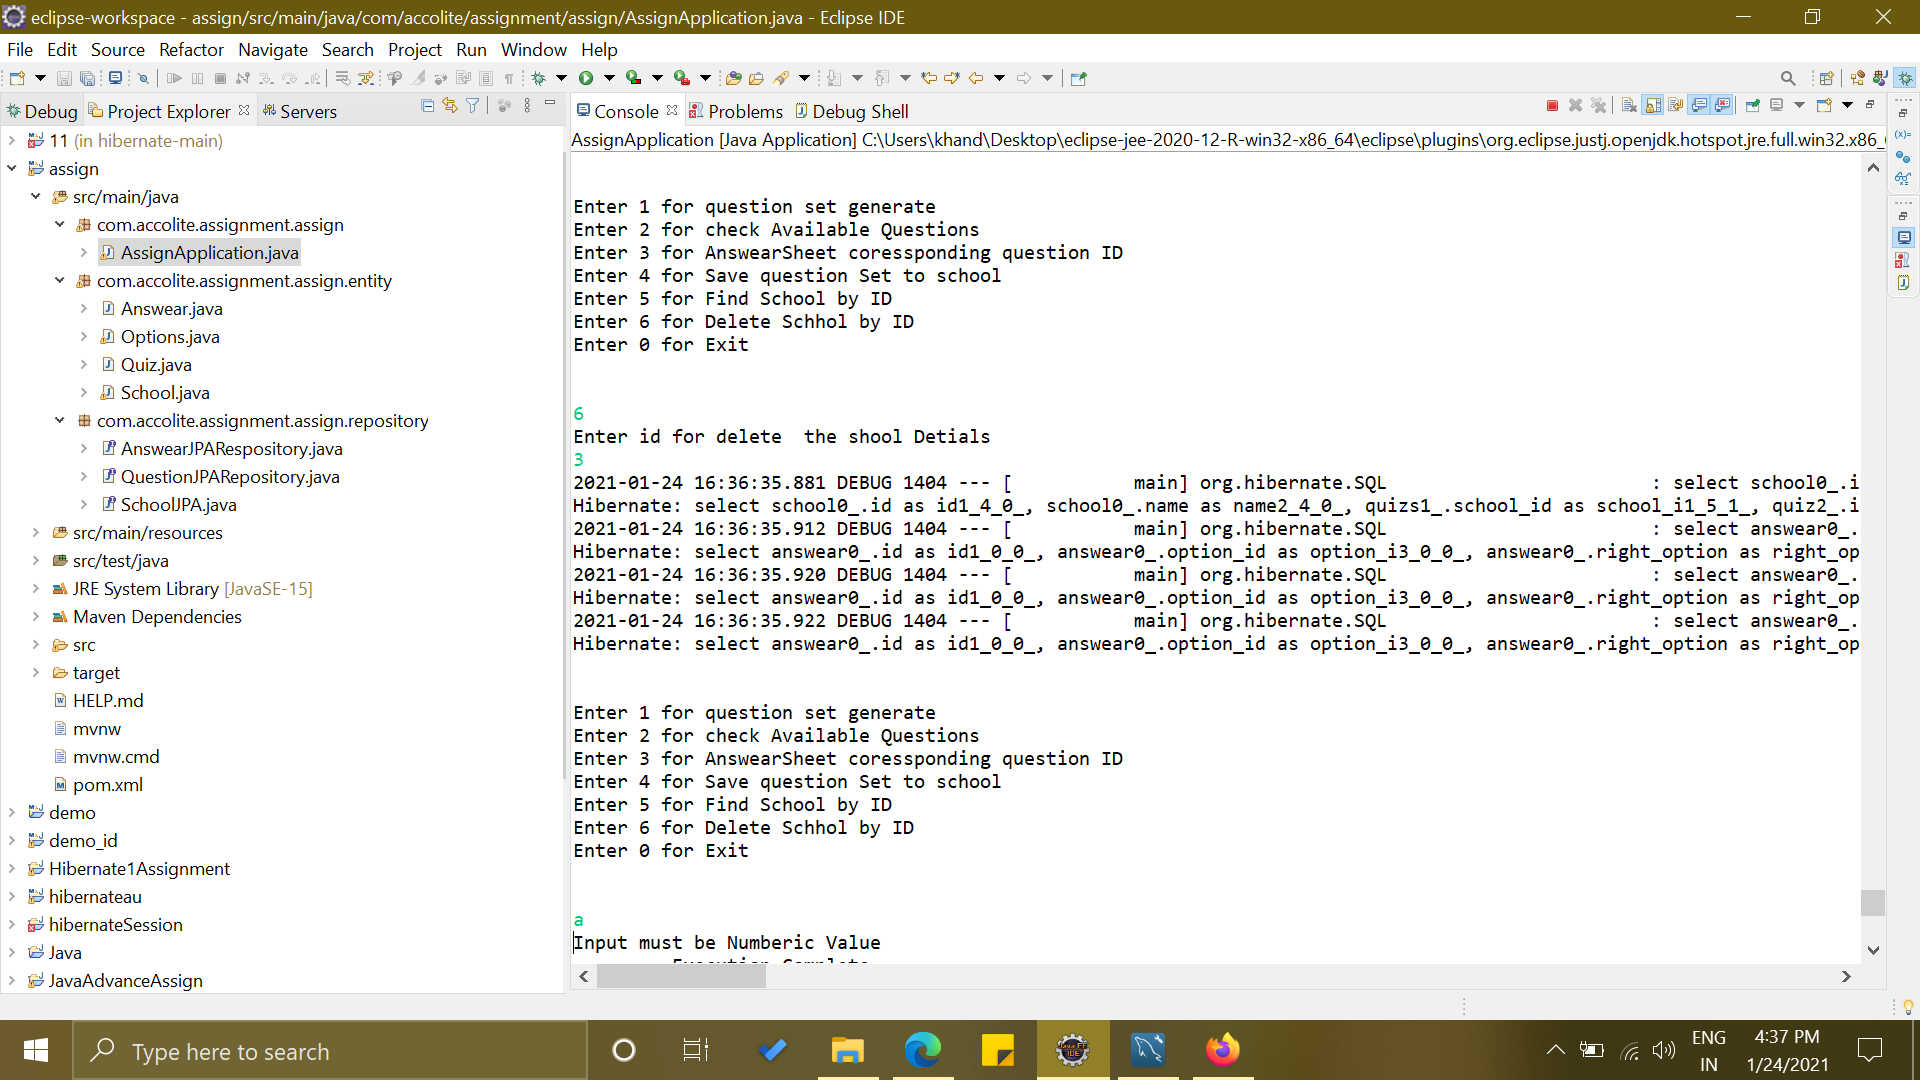 eclipse-workspace - assign/src/main/java/com/accolite/assignment/assign/AssignApplication.java - Eclipse IDE
File Edit Source Refactor Navigate Search Project Run Window Help
Debug Project Explorer Servers
11 (in hibernate-main)
assign
src/main/java
com.accolite.assignment.assign
AssignApplication.java
com.accolite.assignment.assign.entity
Answear.java
Options.java
Quiz.java
School.java
com.accolite.assignment.assign.repository
AnswearJPARespository.java
QuestionJPARepository.java
SchoolJPA.java
src/main/resources
src/test/java
JRE System Library [JavaSE-15]
Maven Dependencies
src
target
HELP.md
mvnw
mvnw.cmd
pom.xml
demo
demo_id
Hibernate1Assignment
hibernateau
hibernateSession
Java
JavaAdvanceAssign
Console Problems Debug Shell
AssignApplication [Java Application] C:\Users\khand\Desktop\eclipse-jee-2020-12-R-win32-x86_64\eclipse\plugins\org.eclipse.justj.openjdk.hotspot.jre.full.win32.x86_
Enter 1 for question set generate
Enter 2 for check Available Questions
Enter 3 for AnswearSheet coressponding question ID
Enter 4 for Save question Set to school
Enter 5 for Find School by ID
Enter 6 for Delete Schhol by ID
Enter 0 for Exit
6
Enter id for delete  the shool Detials
3
2021-01-24 16:36:35.881 DEBUG 1404 --- [           main] org.hibernate.SQL                        : select school0_.i
Hibernate: select school0_.id as id1_4_0_, school0_.name as name2_4_0_, quizs1_.school_id as school_i1_5_1_, quiz2_.i
2021-01-24 16:36:35.912 DEBUG 1404 --- [           main] org.hibernate.SQL                        : select answear0_.
Hibernate: select answear0_.id as id1_0_0_, answear0_.option_id as option_i3_0_0_, answear0_.right_option as right_op
2021-01-24 16:36:35.920 DEBUG 1404 --- [           main] org.hibernate.SQL                        : select answear0_.
Hibernate: select answear0_.id as id1_0_0_, answear0_.option_id as option_i3_0_0_, answear0_.right_option as right_op
2021-01-24 16:36:35.922 DEBUG 1404 --- [           main] org.hibernate.SQL                        : select answear0_.
Hibernate: select answear0_.id as id1_0_0_, answear0_.option_id as option_i3_0_0_, answear0_.right_option as right_op
Enter 1 for question set generate
Enter 2 for check Available Questions
Enter 3 for AnswearSheet coressponding question ID
Enter 4 for Save question Set to school
Enter 5 for Find School by ID
Enter 6 for Delete Schhol by ID
Enter 0 for Exit
a
Input must be Numberic Value
Execution Complete
Type here to search
ENG
IN
4:37 PM
1/24/2021